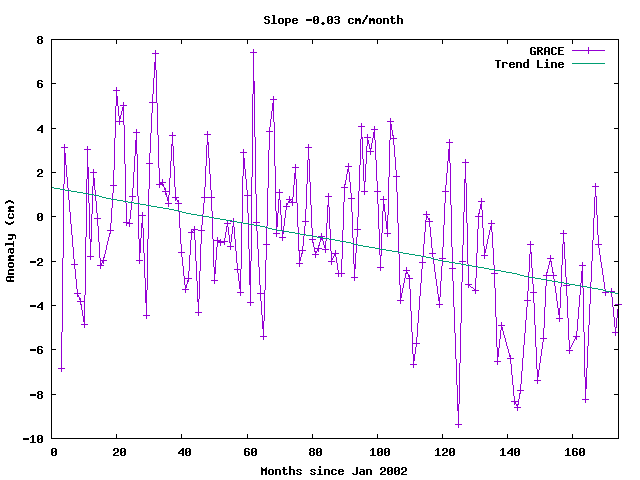 Slope -0.03 cm/month
GRACE
Trend Line
8
6
4
2
0
-2
-4
-6
-8
-10
Anomaly (cm)
0 20 40 60 80 100 120 140 160
Months since Jan 2002